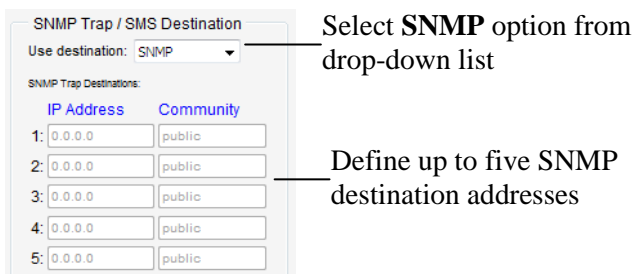 SNMP Trap / SMS Destination
Use destination: SNMP
SNMP Trap Destinations:
IP Address Community
1: 0.0.0.0 public
2: 0.0.0.0 public
3: 0.0.0.0 public
4: 0.0.0.0 public
5: 0.0.0.0 public
Select SNMP option from
drop-down list
Define up to five SNMP
destination addresses